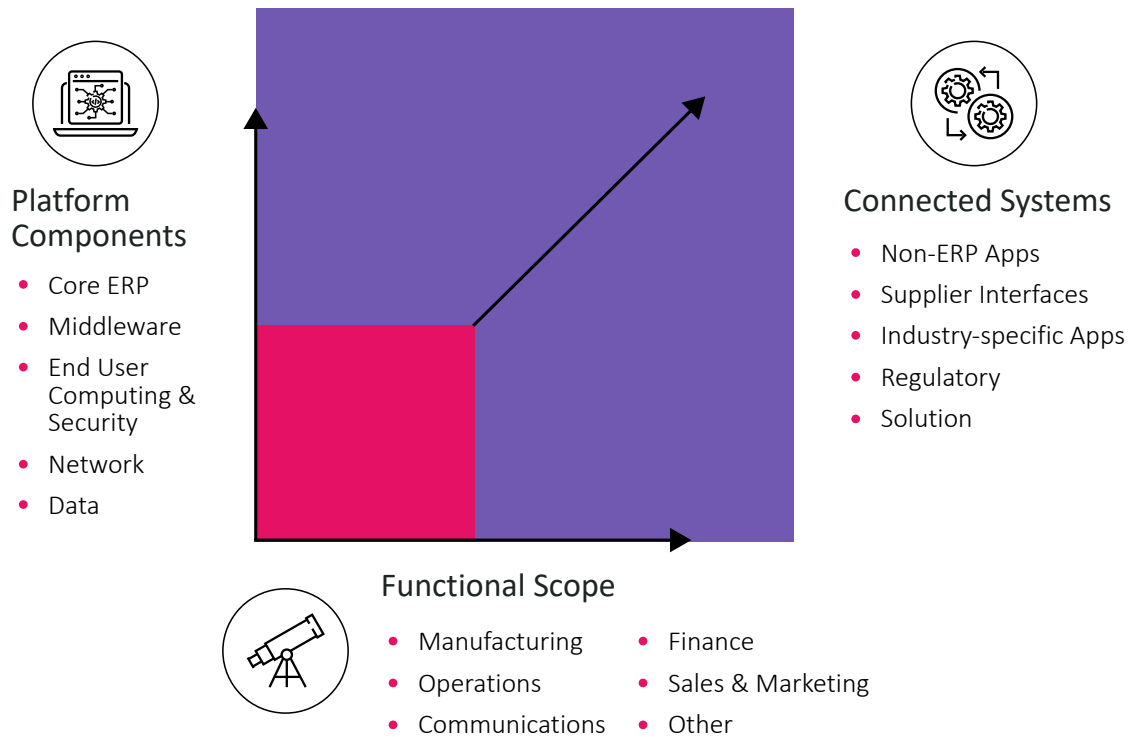 Platform
Components
Core ERP
Middleware
End User
Computing &
Security
Network
Data
Connected Systems
Non-ERP Apps
Supplier Interfaces
Industry-specific Apps
Regulatory
Solution
Functional Scope
Manufacturing
Operations
Communications
Finance
Sales & Marketing
Other